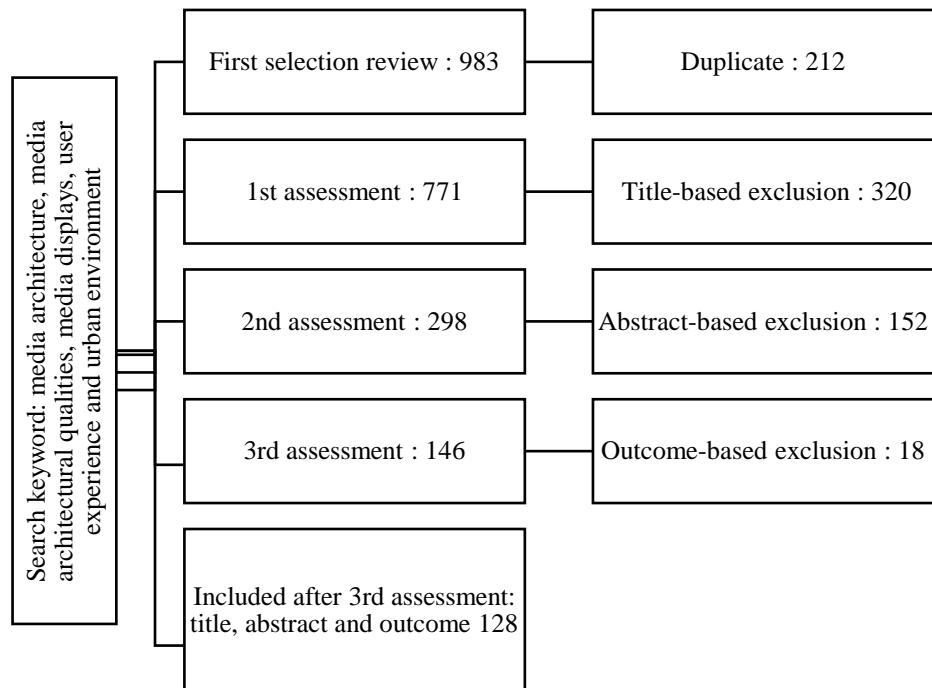 Search keyword: media architecture, media
architectural qualities, media displays, user
experience and urban environment
First selection review : 983
Duplicate : 212
1st assessment : 771
Title-based exclusion : 320
2nd assessment : 298
Abstract-based exclusion : 152
3rd assessment : 146
Outcome-based exclusion : 18
Included after 3rd assessment:
title, abstract and outcome 128